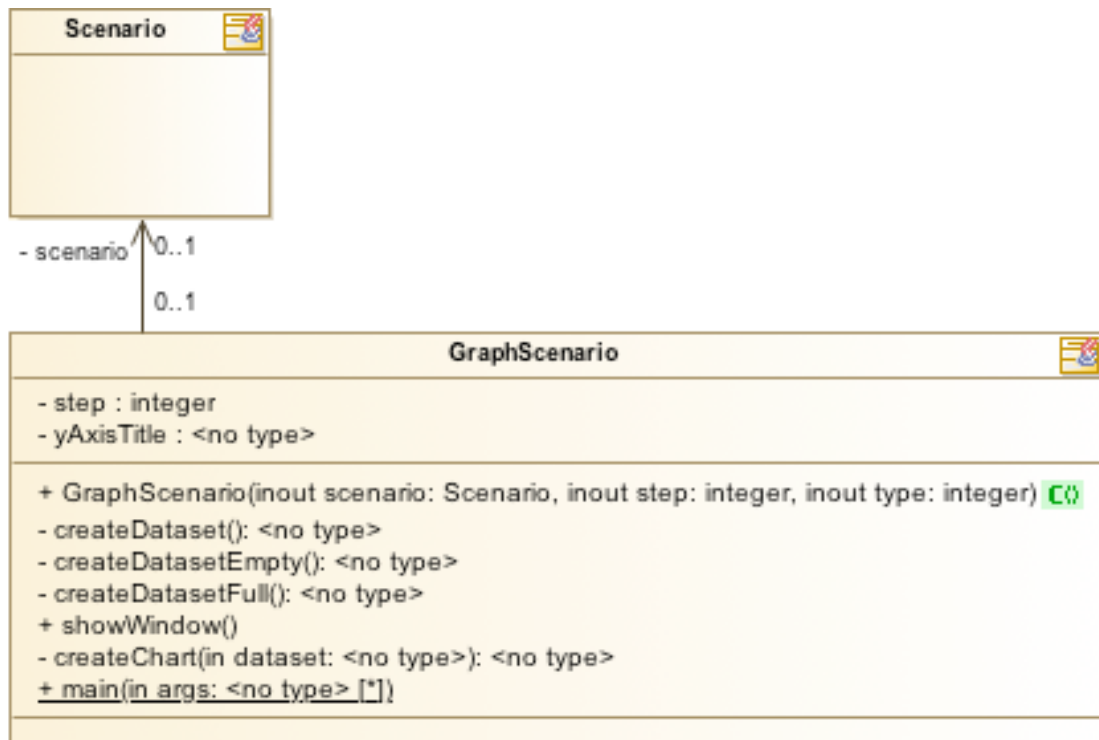 Scenario
- scenario
0..1
0..1
GraphScenario
- step : integer
- yAxisTitle : <no type>
+ GraphScenario(inout scenario: Scenario, inout step: integer, inout type: integer) C()
- createDataset(): <no type>
- createDatasetEmpty(): <no type>
- createDatasetFull(): <no type>
+ showWindow()
- createChart(in dataset: <no type>): <no type>
+ main(in args: <no type> [*])